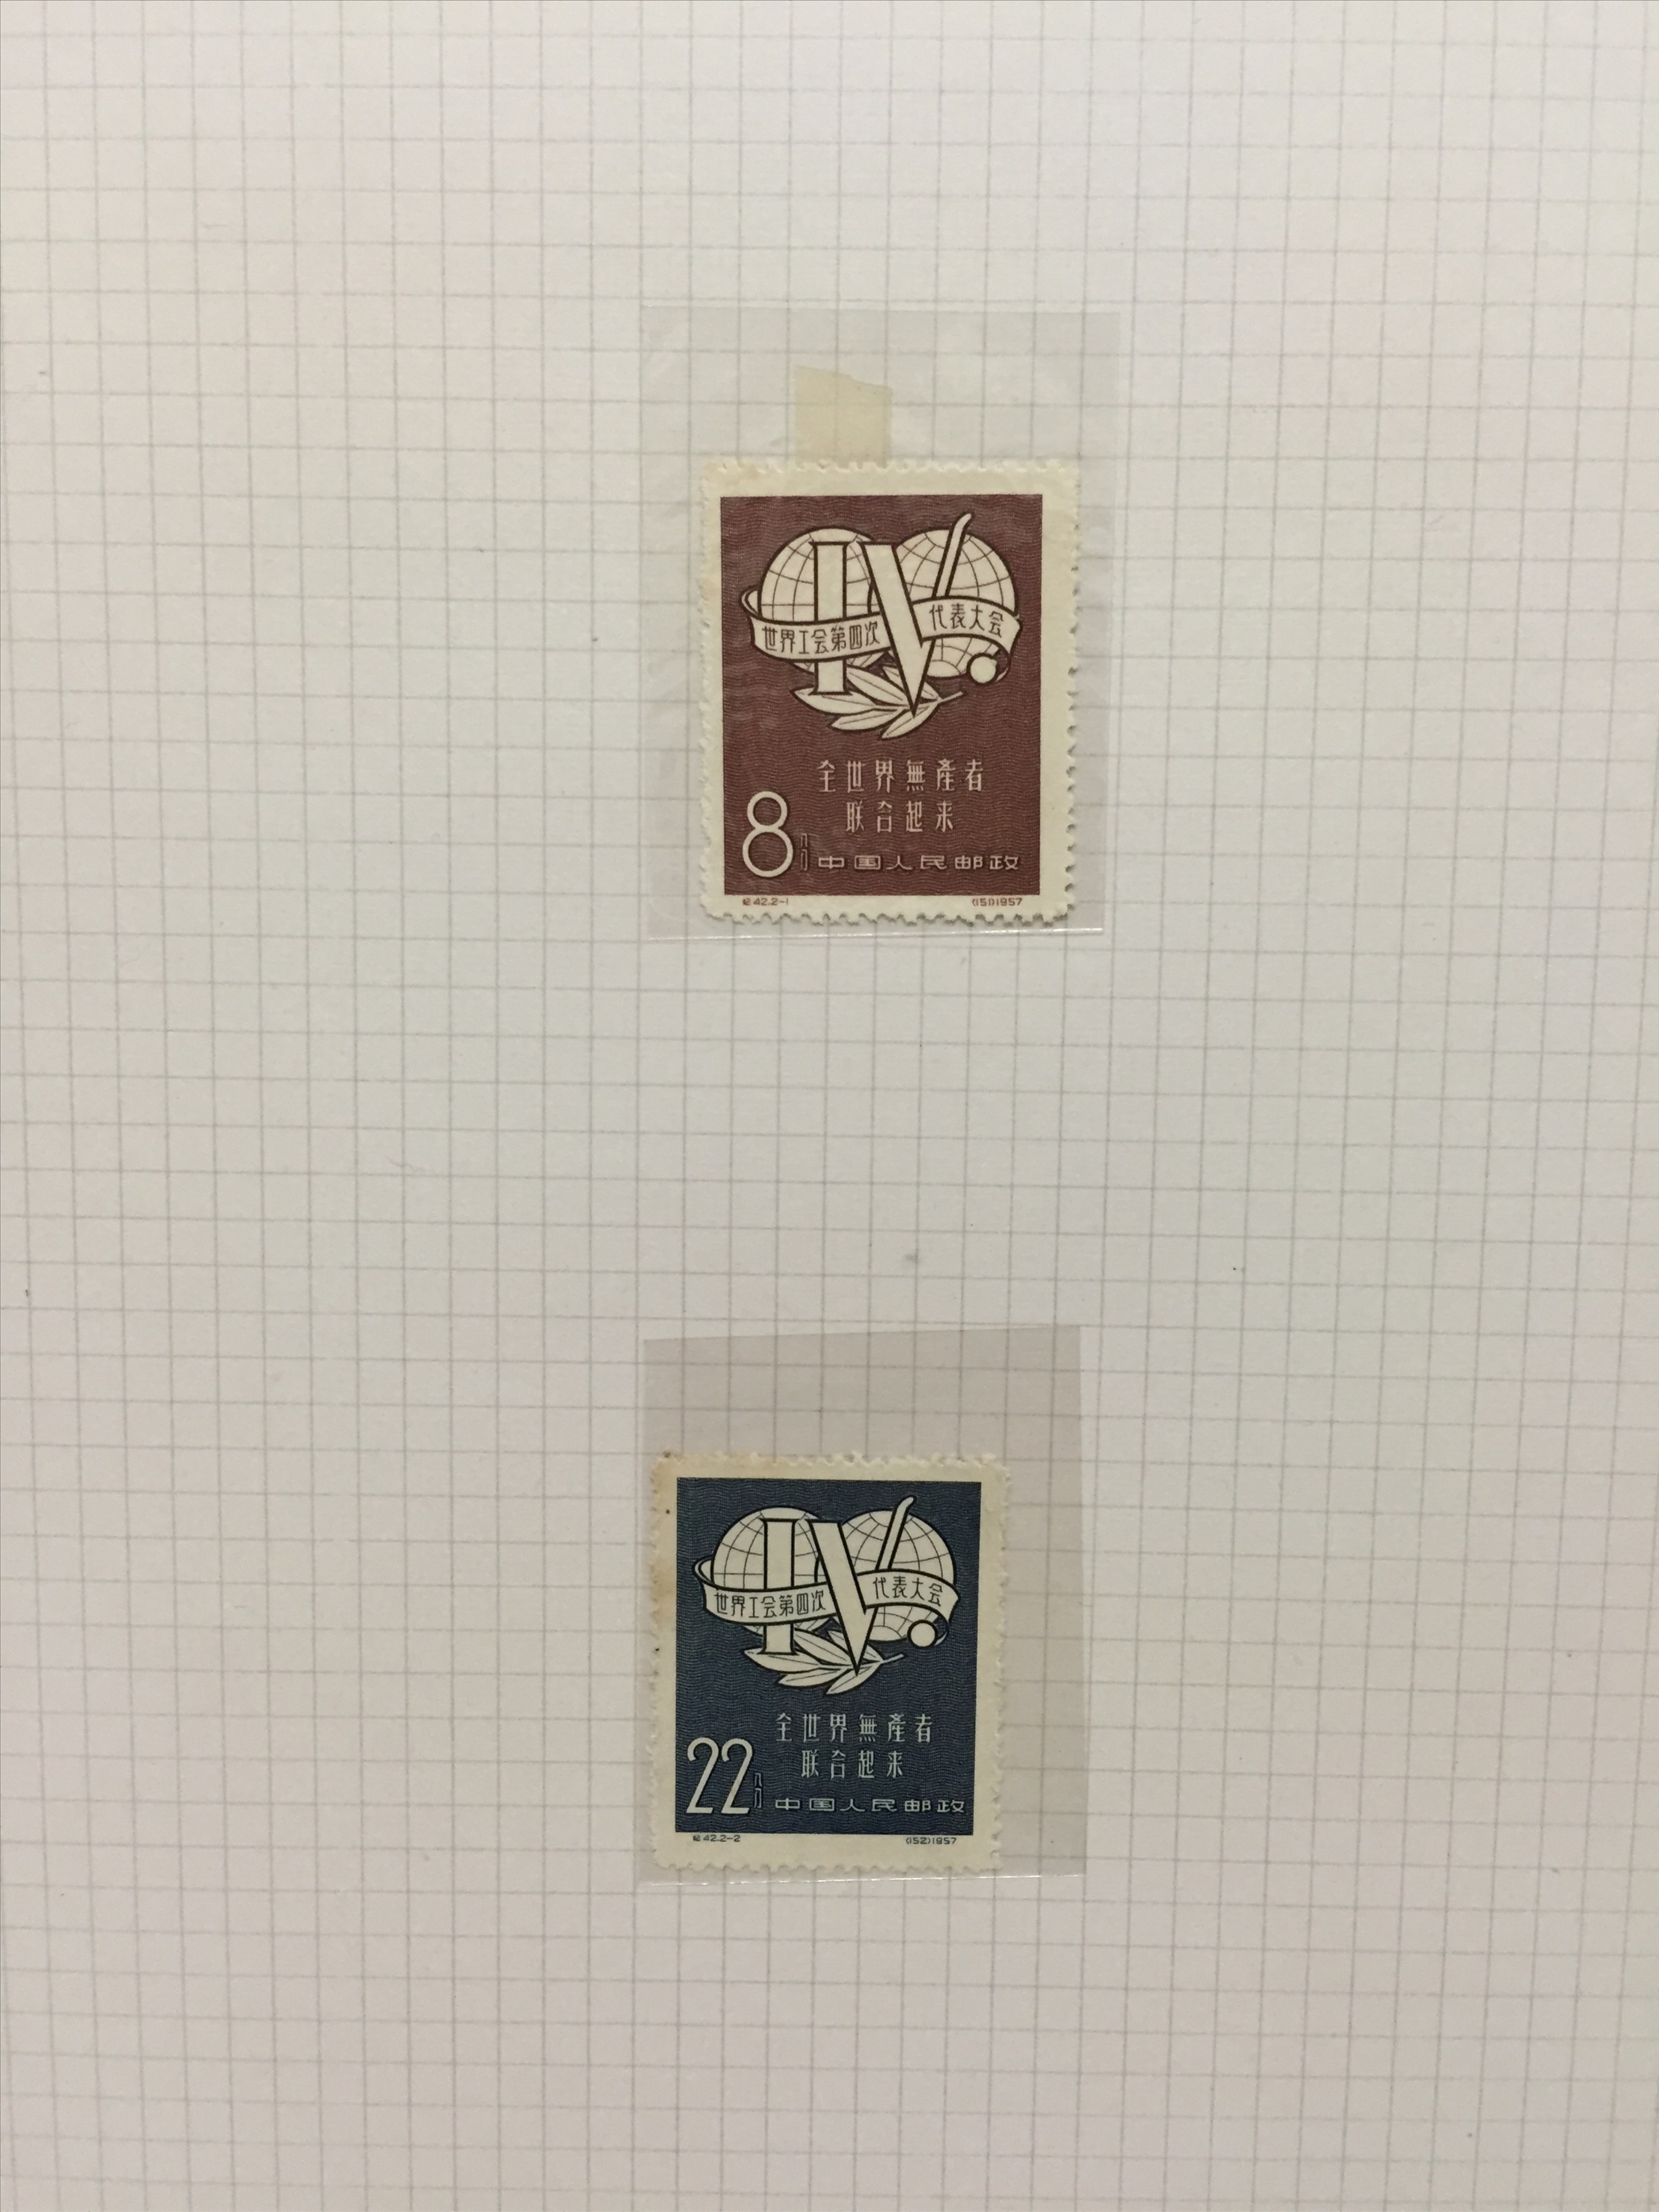 IV
世界工会第四次
代表大会
全世界無產者
联合起来
8分 中国人民邮政
紀42.2-1 (151)1957
IV
世界工会第四次
代表大会
全世界無產者
联合起来
22分 中国人民邮政
紀42.2-2 (152)1957